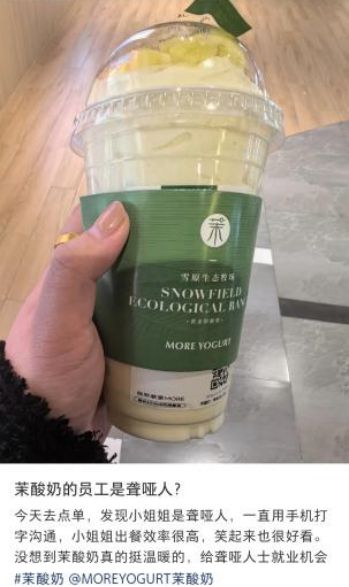 茉
雪原生态牧场
SNOWFIELD
ECOLOGICAL RAN
MORE YOGURT
茉酸奶的员工是聋哑人?
今天去点单，发现小姐姐是聋哑人，一直用手机打
字沟通，小姐姐出餐效率很高，笑起来也很好看。
没想到茉酸奶真的挺温暖的，给聋哑人士就业机会
#茉酸奶 @MOREYOGURT茉酸奶